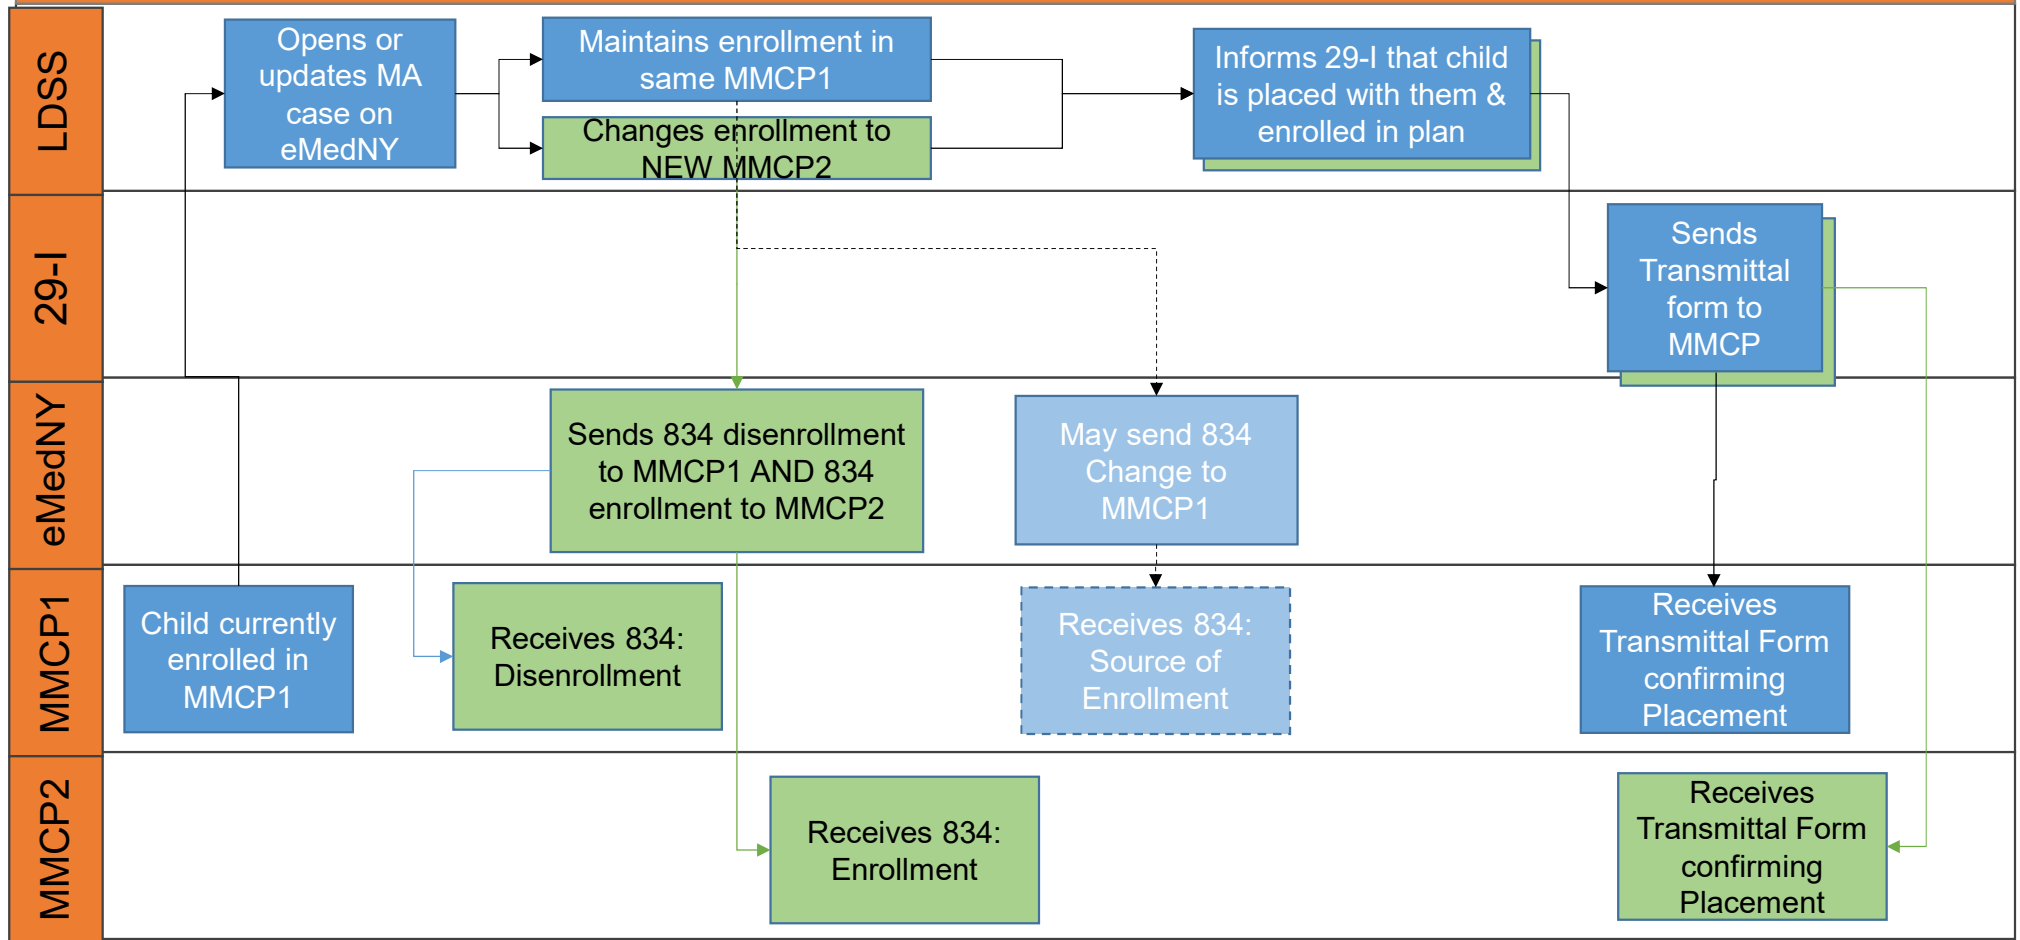 LDSS
Opens or
updates MA
case on
eMedNY
Maintains enrollment in
same MMCP1
Changes enrollment to
NEW MMCP2
Informs 29-I that child
is placed with them &
enrolled in plan
29-I
Sends
Transmittal
form to
MMCP
eMedNY
Sends 834 disenrollment
to MMCP1 AND 834
enrollment to MMCP2
May send 834
Change to
MMCP1
MMCP1
Child currently
enrolled in
MMCP1
Receives 834:
Disenrollment
Receives 834:
Source of
Enrollment
Receives
Transmittal Form
confirming
Placement
MMCP2
Receives 834:
Enrollment
Receives
Transmittal Form
confirming
Placement